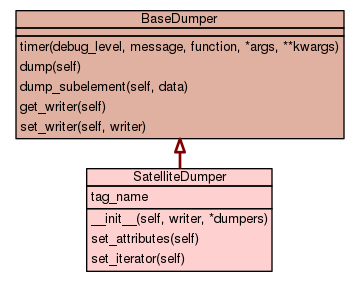 BaseDumper
timer(debug_level, message, function, *args, **kwargs)
dump(self)
dump_subelement(self, data)
get_writer(self)
set_writer(self, writer)
SatelliteDumper
tag_name
__init__(self, writer, *dumpers)
set_attributes(self)
set_iterator(self)